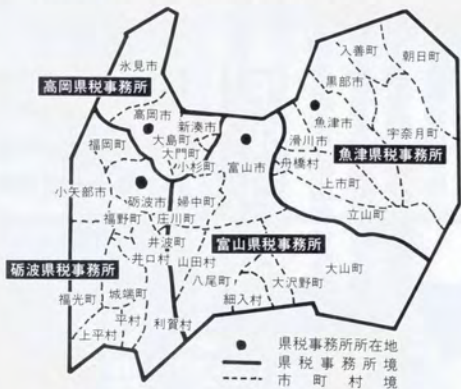 氷見市
高岡県税事務所
高岡市
新湊市
大島町
大門町
小杉町
福岡町
小矢部市
砺波市
婦中町
富山市
入善町
朝日町
黒部市
魚津市
宇奈月町
滑川市
舟橋村
魚津県税事務所
上市町
立山町
福野町
庄川町
井波町
井口村
山田村
富山県税事務所
八尾町
大山町
大沢野町
細入村
砺波県税事務所
福光町
城端町
平村
上平村
利賀村
県税事務所所在地
県税事務所境
市町村境